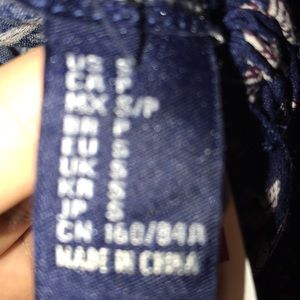 US S
CA P
MX S/P
BR P
EU S
UK S
KR S
JP S
CN 160/84A
MADE IN CHINA